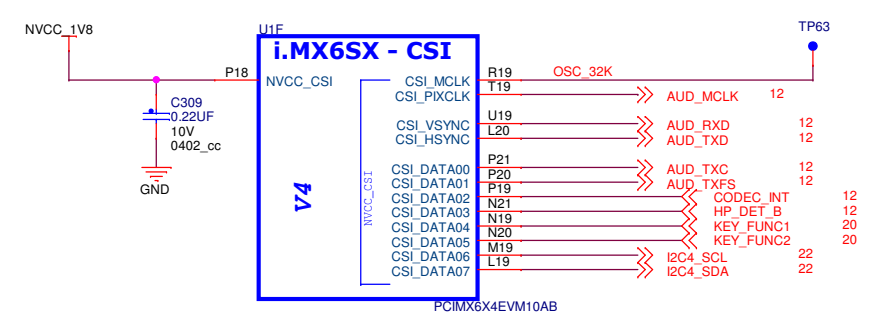 NVCC_1V8
U1F
TP63
i.MX6SX - CSI
P18
NVCC_CSI
CSI_MCLK R19 OSC_32K
CSI_PIXCLK T19 AUD_MCLK 12
CSI_VSYNC U19 AUD_RXD 12
CSI_HSYNC L20 AUD_TXD 12
CSI_DATA00 P21 AUD_TXC 12
CSI_DATA01 P20 AUD_TXFS 12
CSI_DATA02 P19 CODEC_INT 12
CSI_DATA03 N21 HP_DET_B 12
CSI_DATA04 N19 KEY_FUNC1 20
CSI_DATA05 N20 KEY_FUNC2 20
CSI_DATA06 M19 I2C4_SCL 22
CSI_DATA07 L19 I2C4_SDA 22
NVCC_CSI
V4
C309
0.22UF
10V
0402_cc
GND
PCIMX6X4EVM10AB